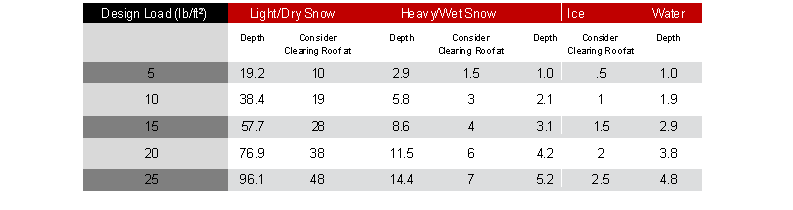 Design Load (lb/ft²) Light/Dry Snow Heavy/Wet Snow Ice Water
Depth Consider Depth Consider Depth Consider Depth
Clearing Roof at Clearing Roof at Clearing Roof at
5 19.2 10 2.9 1.5 1.0 .5 1.0
10 38.4 19 5.8 3 2.1 1 1.9
15 57.7 28 8.6 4 3.1 1.5 2.9
20 76.9 38 11.5 6 4.2 2 3.8
25 96.1 48 14.4 7 5.2 2.5 4.8